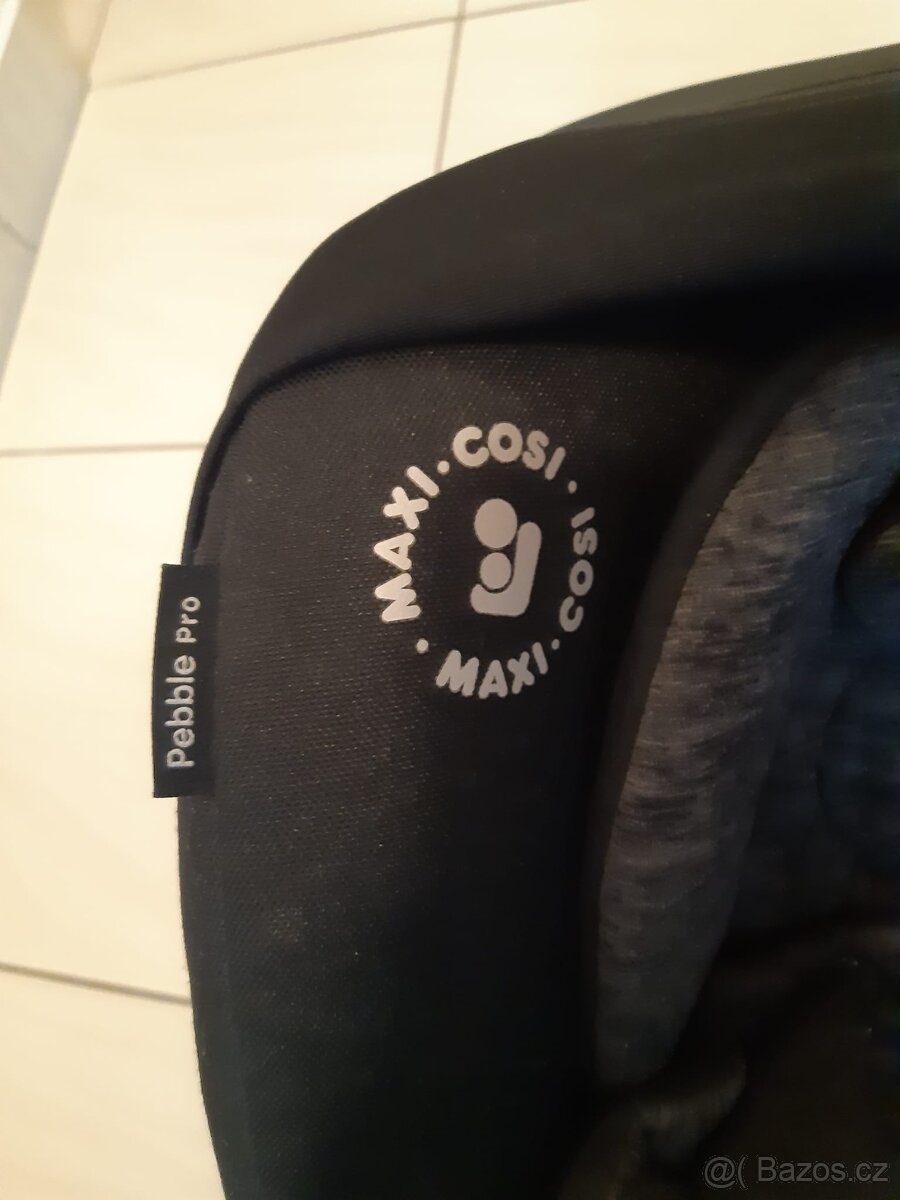 MAXI·COSI·
MAXI·COSI·
Pebble Pro
@( Bazos.cz